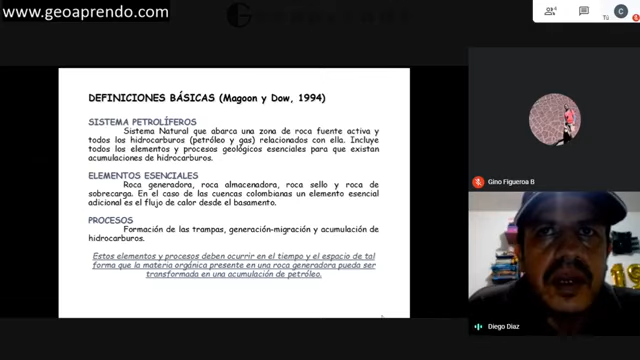 www.geoaprendo.com
DEFINICIONES BÁSICAS (Magoon y Dow, 1994)
SISTEMA PETROLÍFEROS
Sistema Natural que abarca una zona de roca fuente activa y
todos los hidrocarburos (petróleo y gas) relacionados con ella. Incluye
todos los elementos y procesos geológicos esenciales para que existan
acumulaciones de hidrocarburos.
ELEMENTOS ESENCIALES
Roca generadora, roca almacenadora, roca sello y roca de
sobrecarga. En el caso de las cuencas colombianas un elemento esencial
adicional es el flujo de calor desde el basamento.
PROCESOS
Formación de las trampas, generación-migración y acumulación de
hidrocarburos.
Estos elementos y procesos deben ocurrir en el tiempo y el espacio de tal
forma que la materia orgánica presente en una roca generadora pueda ser
transformada en una acumulación de petróleo.
C
Tú
Gino Figueroa B
19
Diego Diaz